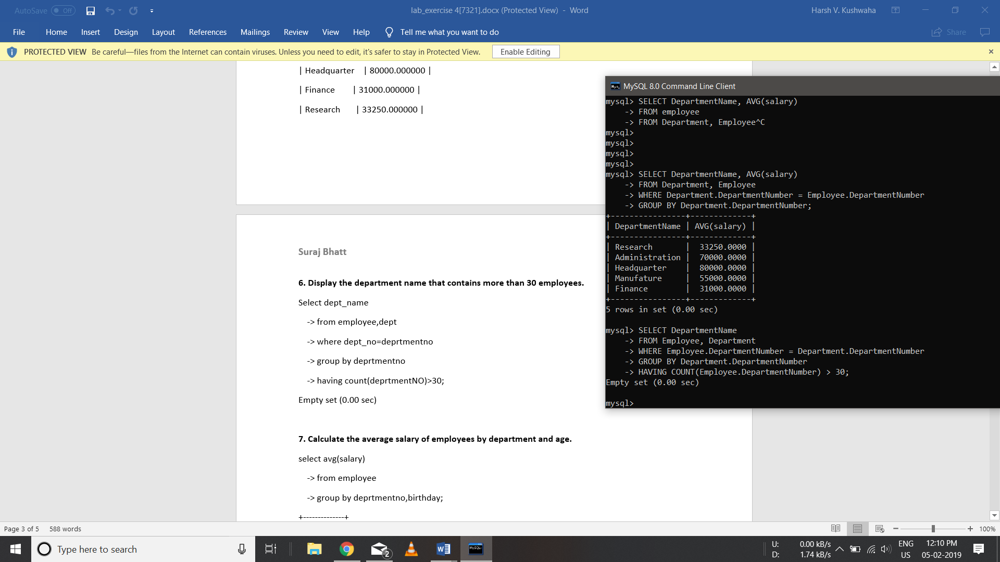 AutoSave Off
lab_exercise 4[7321].docx (Protected View) - Word
Harsh V. Kushwaha
File Home Insert Design Layout References Mailings Review View Help Tell me what you want to do
Share
PROTECTED VIEW Be careful—files from the Internet can contain viruses. Unless you need to edit, it's safer to stay in Protected View. Enable Editing
| Headquarter | 80000.000000 |
| Finance | 31000.000000 |
| Research | 33250.000000 |
Suraj Bhatt
6. Display the department name that contains more than 30 employees.
Select dept_name
-> from employee,dept
-> where dept_no=deprtmentno
-> group by deprtmentno
-> having count(deprtmentNO)>30;
Empty set (0.00 sec)
7. Calculate the average salary of employees by department and age.
select avg(salary)
-> from employee
-> group by deprtmentno,birthday;
+--------------+
MySQL 8.0 Command Line Client
mysql> SELECT DepartmentName, AVG(salary)
-> FROM employee
-> FROM Department, Employee^C
mysql>
mysql>
mysql>
mysql>
mysql> SELECT DepartmentName, AVG(salary)
-> FROM Department, Employee
-> WHERE Department.DepartmentNumber = Employee.DepartmentNumber
-> GROUP BY Department.DepartmentNumber;
+----------------+-------------+
| DepartmentName | AVG(salary) |
+----------------+-------------+
| Research | 33250.0000 |
| Administration | 70000.0000 |
| Headquarter | 80000.0000 |
| Manufature | 55000.0000 |
| Finance | 31000.0000 |
+----------------+-------------+
5 rows in set (0.00 sec)
mysql> SELECT DepartmentName
-> FROM Employee, Department
-> WHERE Employee.DepartmentNumber = Department.DepartmentNumber
-> GROUP BY Department.DepartmentNumber
-> HAVING COUNT(Employee.DepartmentNumber) > 30;
Empty set (0.00 sec)
mysql>
Page 3 of 5 588 words
100%
Type here to search
2
U: 0.00 kB/s
D: 1.74 kB/s
ENG
US
12:10 PM
05-02-2019